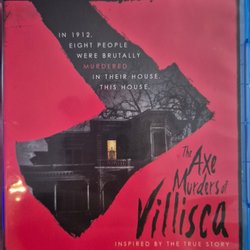 IN 1912,
EIGHT PEOPLE
WERE BRUTALLY
MURDERED
IN THEIR HOUSE.
THIS HOUSE.
The Axe
Murders of
Villisca
INSPIRED BY THE TRUE STORY